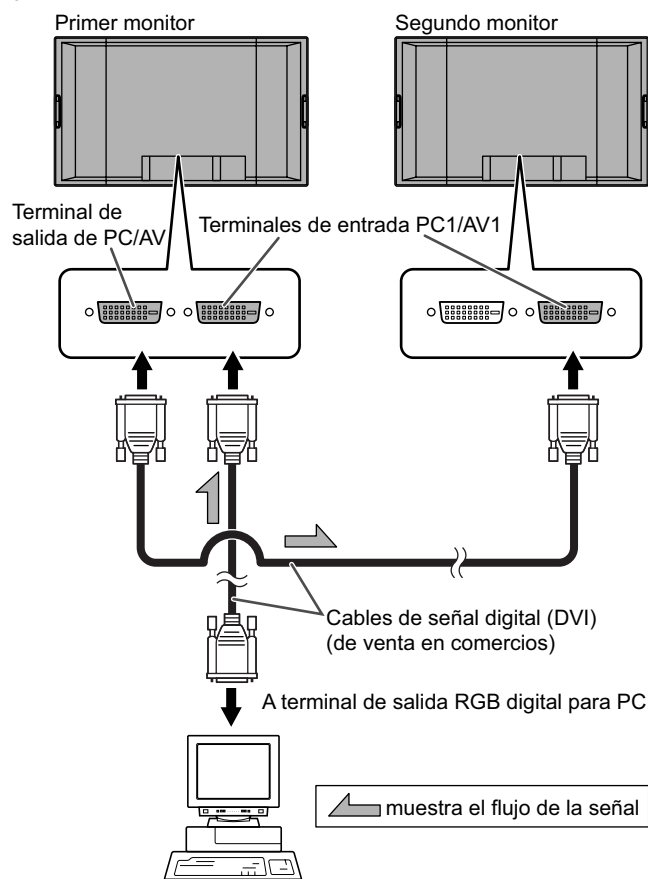 Primer monitor
Segundo monitor
Terminal de
salida de PC/AV
Terminales de entrada PC1/AV1
Cables de señal digital (DVI)
(de venta en comercios)
A terminal de salida RGB digital para PC
muestra el flujo de la señal